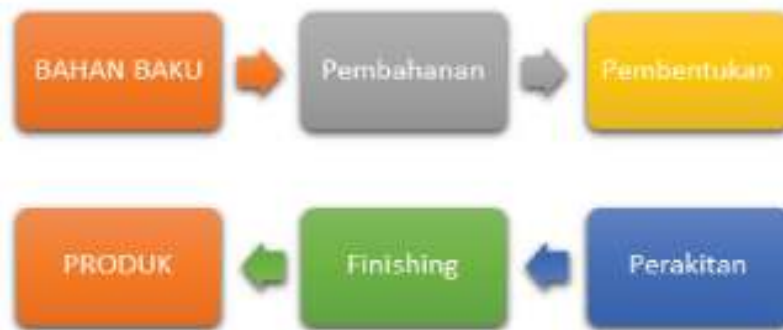 BAHAN BAKU
Pembahanan
Pembentukan
Perakitan
Finishing
PRODUK